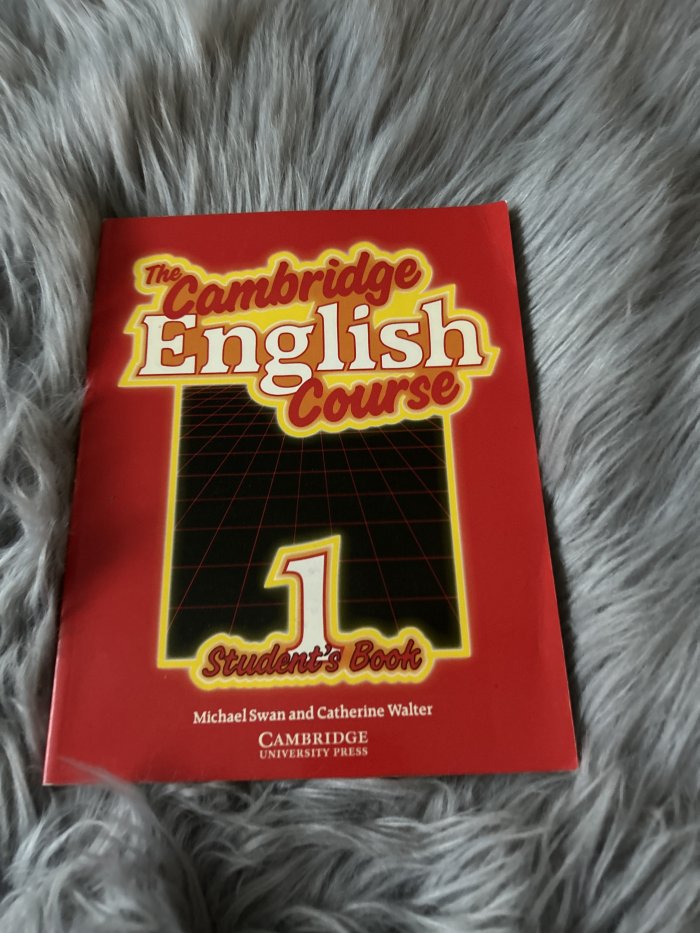 The
Cambridge
English
Course
1
Student's Book
Michael Swan and Catherine Walter
CAMBRIDGE
UNIVERSITY PRESS